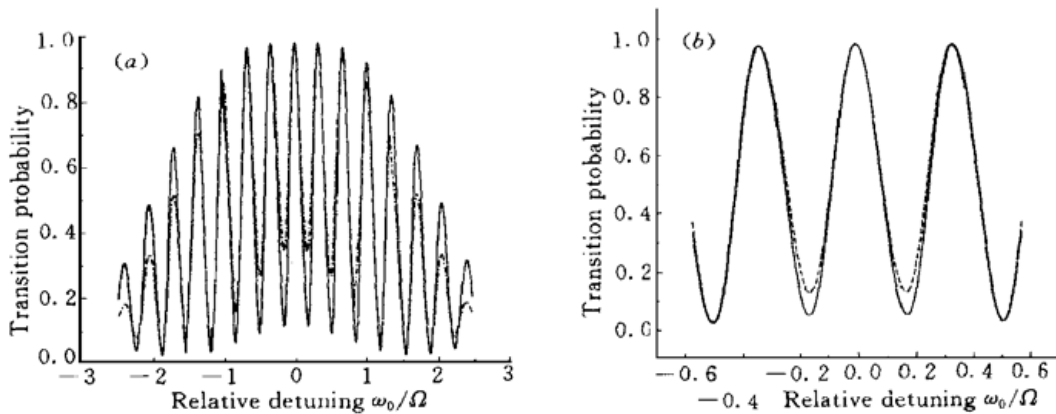 (a)
Transition ptobability
1.0
0.8
0.6
0.4
0.2
0.0
−3 −2 −1 0 1 2 3
Relative detuning ω₀/Ω
(b)
Transition ptobability
1.0
0.8
0.6
0.4
0.2
0.0
−0.6 −0.2 0.0 0.2 0.4 0.6
−0.4
Relative detuning ω₀/Ω